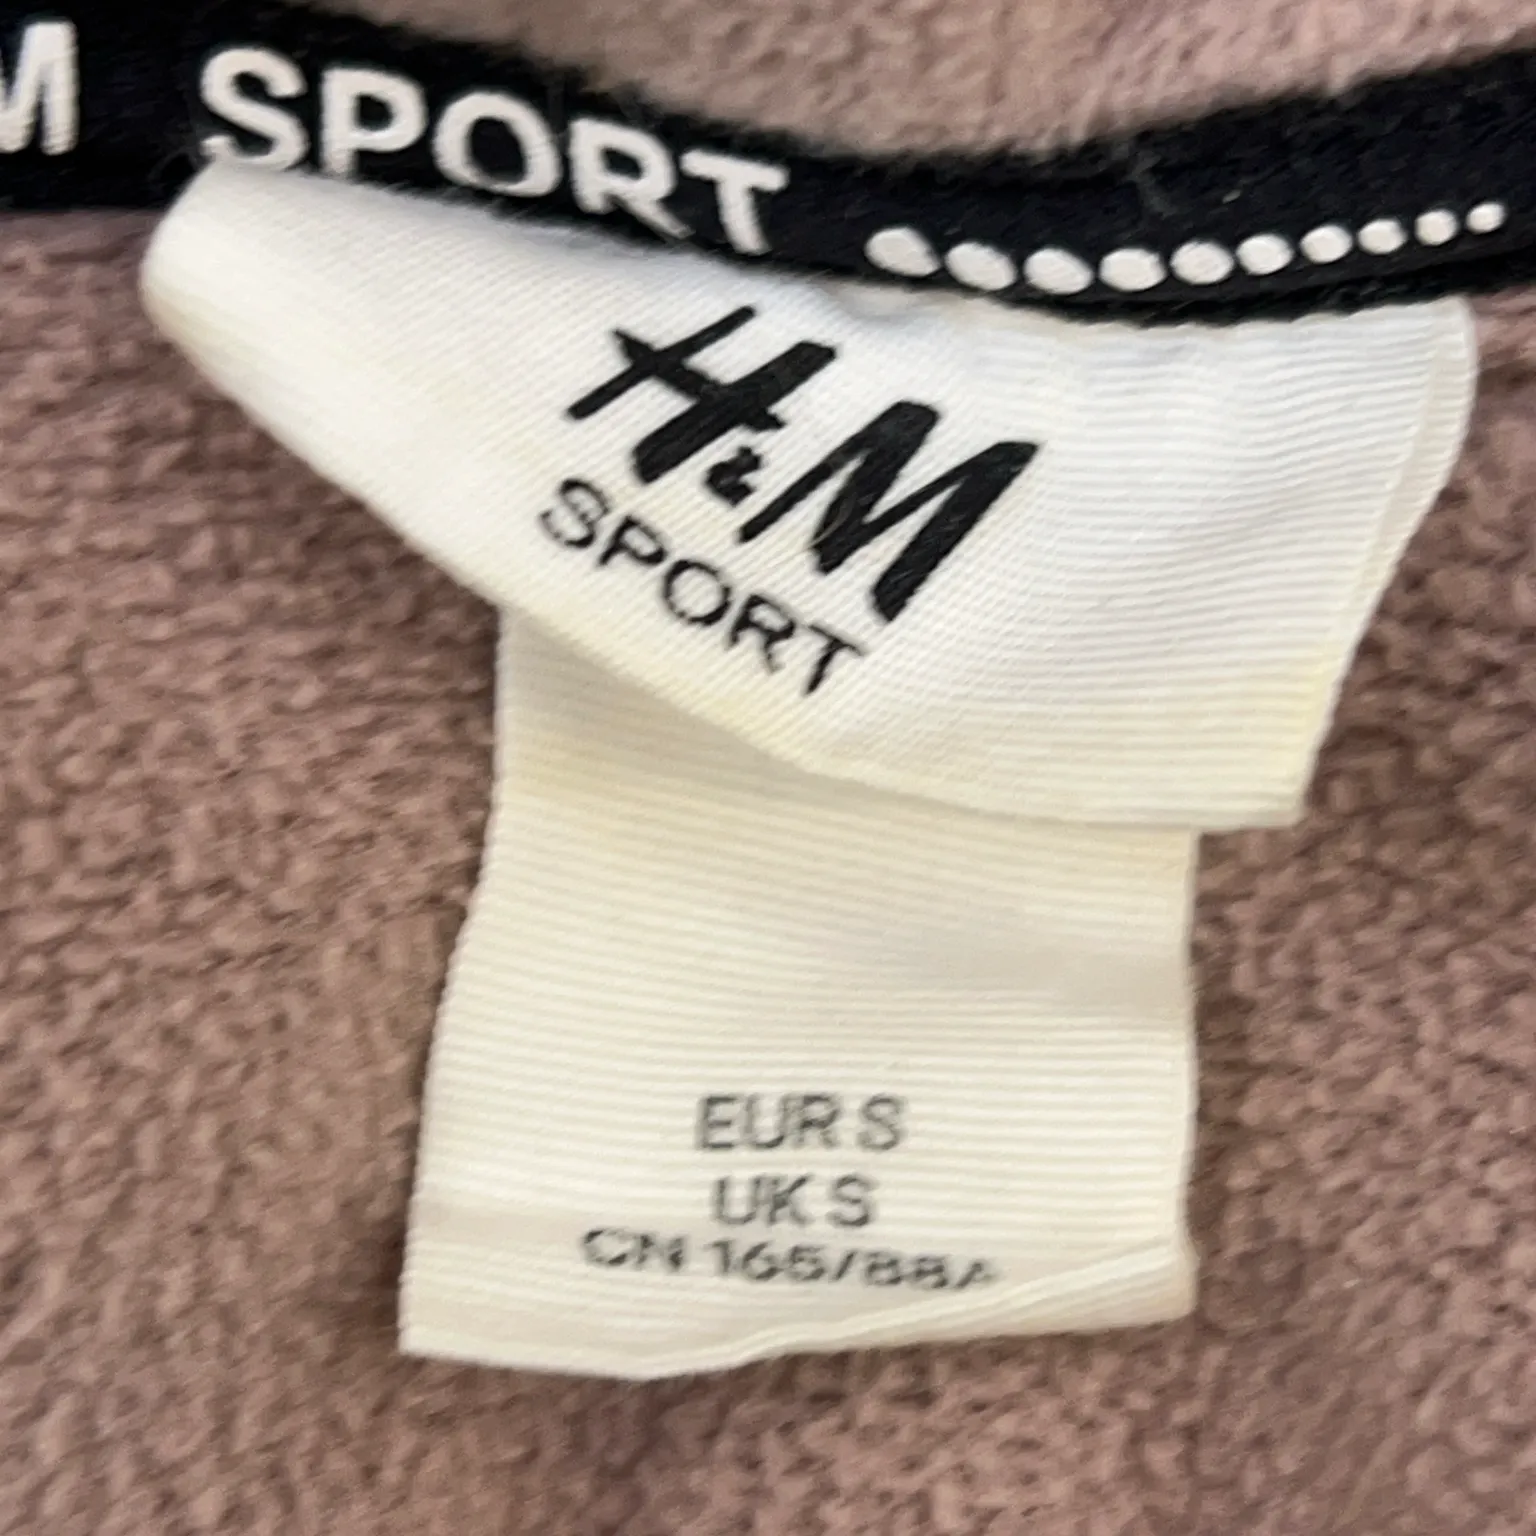 M SPORT
H&M
SPORT
EUR S
UK S
CN 165/88A